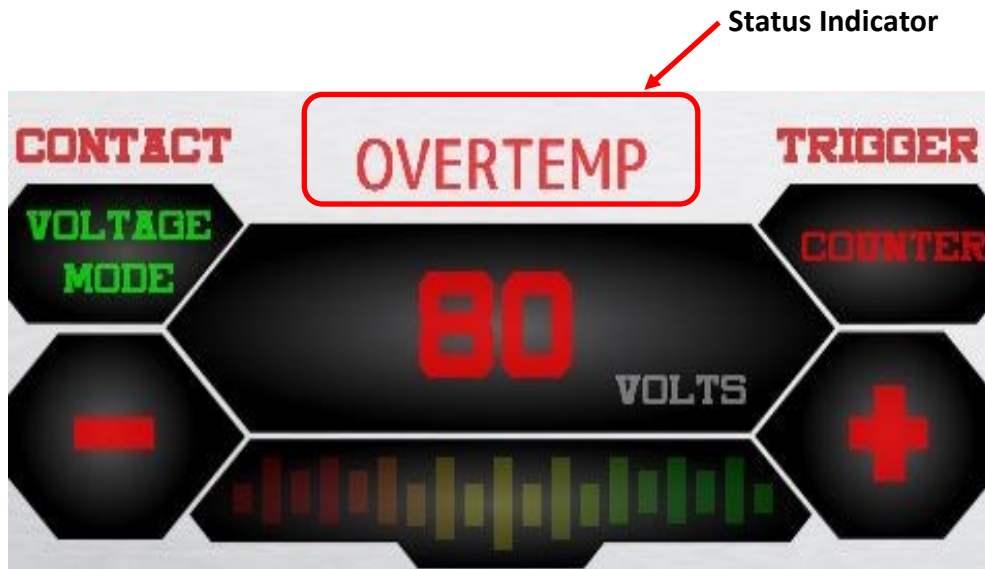 Status Indicator
CONTACT
OVERTEMP
TRIGGER
VOLTAGE
MODE
COUNTER
80
VOLTS
-
+